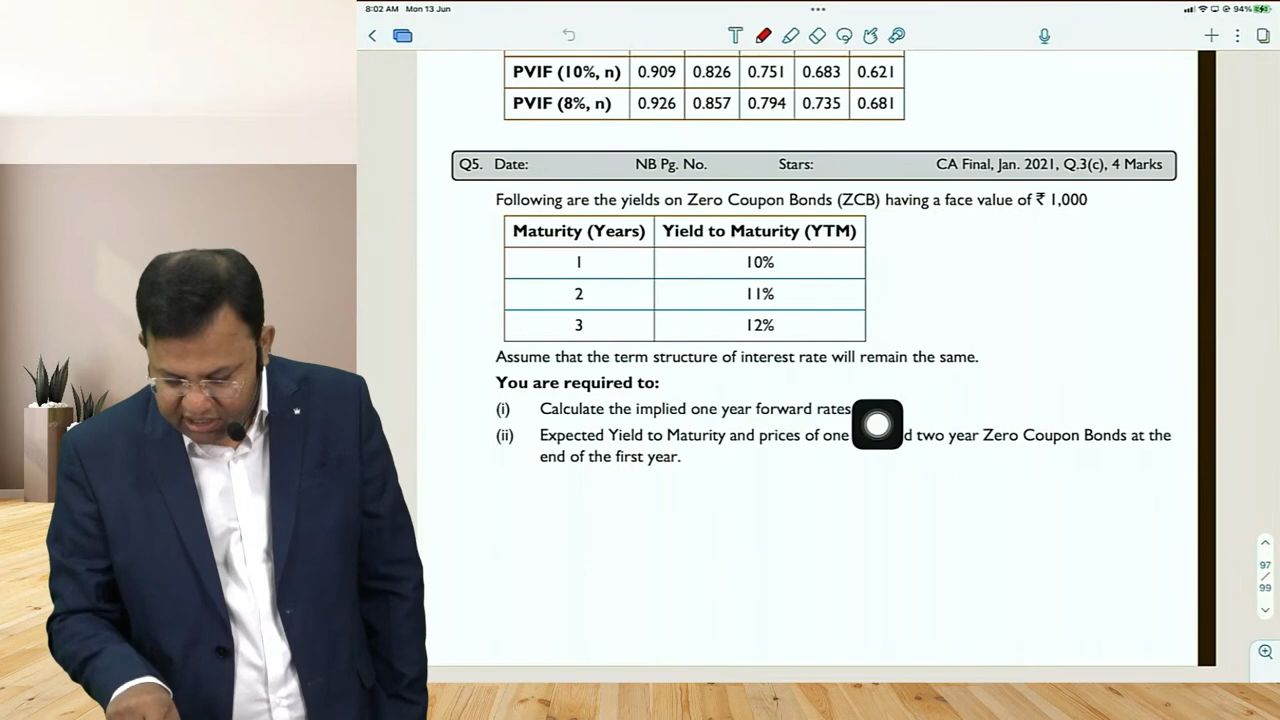 8:02 AM Mon 13 Jun
94%
PVIF (10%, n) 0.909 0.826 0.751 0.683 0.621
PVIF (8%, n) 0.926 0.857 0.794 0.735 0.681
Q5. Date: NB Pg. No. Stars: CA Final, Jan. 2021, Q.3(c), 4 Marks
Following are the yields on Zero Coupon Bonds (ZCB) having a face value of ₹ 1,000
Maturity (Years) Yield to Maturity (YTM)
1 10%
2 11%
3 12%
Assume that the term structure of interest rate will remain the same.
You are required to:
(i) Calculate the implied one year forward rates
(ii) Expected Yield to Maturity and prices of one d two year Zero Coupon Bonds at the
end of the first year.
97
/
99